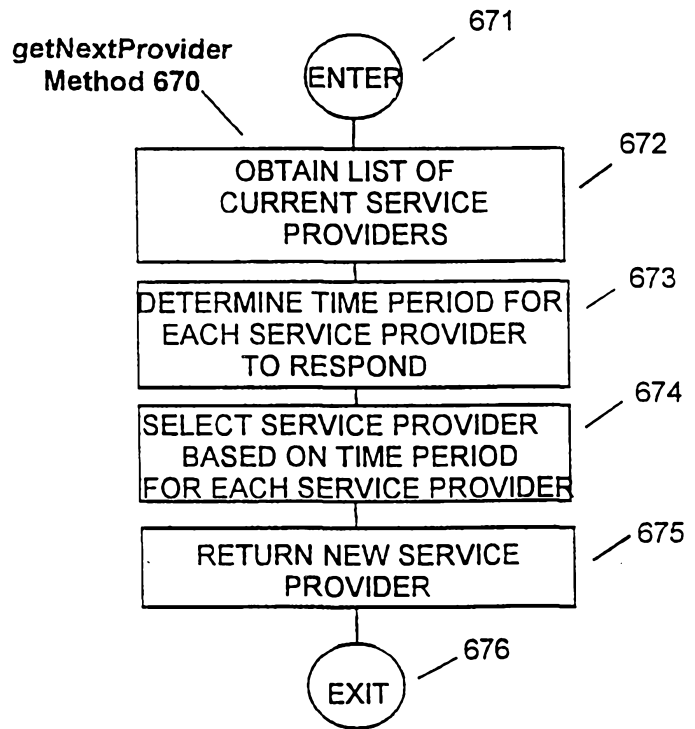 671
getNextProvider
Method 670
ENTER
672
OBTAIN LIST OF
CURRENT SERVICE
PROVIDERS
673
DETERMINE TIME PERIOD FOR
EACH SERVICE PROVIDER
TO RESPOND
674
SELECT SERVICE PROVIDER
BASED ON TIME PERIOD
FOR EACH SERVICE PROVIDER
675
RETURN NEW SERVICE
PROVIDER
676
EXIT